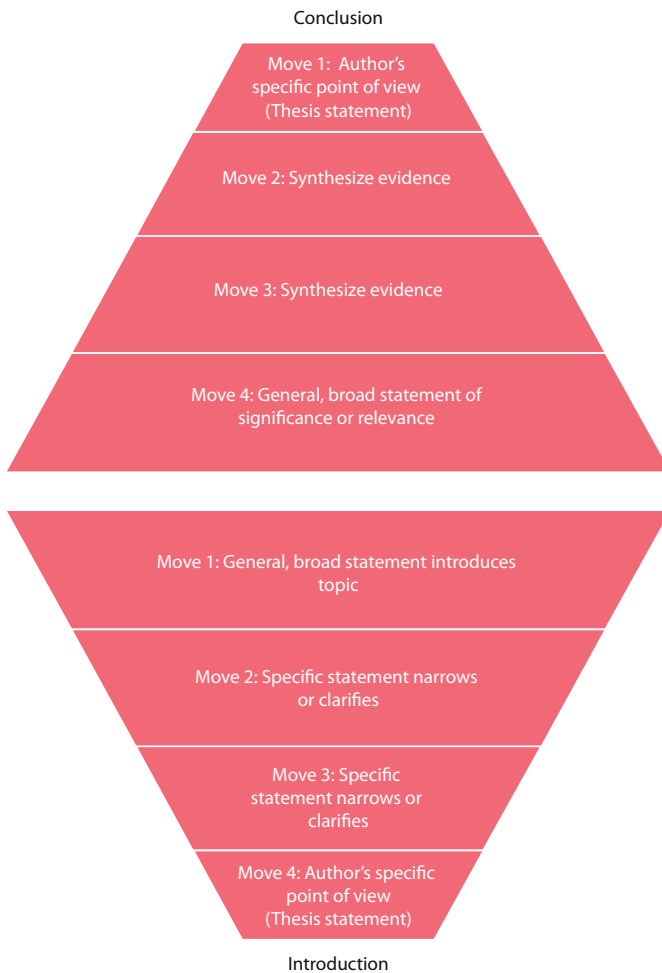 Conclusion
Move 1: Author's
specific point of view
(Thesis statement)
Move 2: Synthesize evidence
Move 3: Synthesize evidence
Move 4: General, broad statement of
significance or relevance
Move 1: General, broad statement introduces
topic
Move 2: Specific statement narrows
or clarifies
Move 3: Specific
statement narrows or
clarifies
Move 4: Author's specific
point of view
(Thesis statement)
Introduction